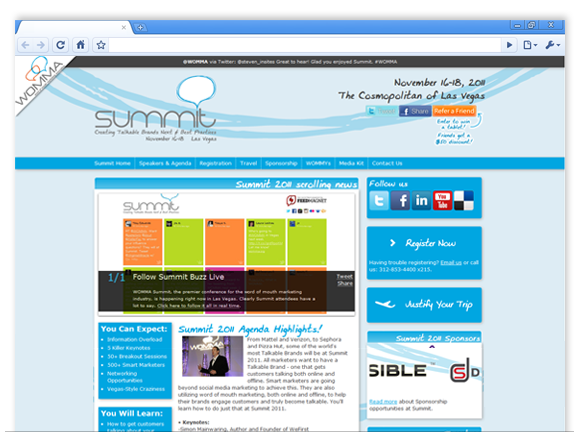 @WOMMA via Twitter: @steven_instes Great to hear! Glad you enjoyed Summit. #WOMMA
WOMMA
November 16-18, 2011
The Cosmopolitan of Las Vegas
summit
Creating Talkable Brands Word of Mouth Best Practices
November 16-18 Las Vegas
Share
Refer a Friend
Enter to win
a tablet!
Friends get a
$50 discount!
Summit Home
Speakers & Agenda
Registration
Travel
Sponsorship
WOMMYs
Media Kit
Contact Us
Summit 2011 scrolling news
summit
FEEDMAGNET
1/1
Follow Summit Buzz Live
Tweet
Share
WOMMA Summit, the premier conference for the word of mouth marketing
industry, is happening right now in Las Vegas. Clearly Summit attendees have a
lot to say. Click here to follow it all in real time.
Follow us
You Tube
Register Now
Having trouble registering? Email us or call
us: 312-853-4400 x213.
Justify Your Trip
Summit 2011 Sponsors
SIBLE
Read more about Sponsorship
opportunities at Summit.
You Can Expect:
Information Overload
3 Killer Keynotes
30+ Breakout Sessions
300+ Smart Marketers
Networking
Opportunities
Vegas-Style Craziness
You Will Learn:
How to get customers
talking about your
Summit 2011 Agenda Highlights!
From Mattel and Verizon, to Sephora
and Pizza Hut, some of the world's
most Talkable Brands will be at Summit
2011. All marketers want to have a
Talkable Brand - one that gets
customers talking both online and
offline. Smart marketers are going
beyond social media marketing to achieve this. They are also
utilizing word of mouth marketing, both online and offline, to help
their brands engage customers and truly become talkable. You'll
learn how to do just that at Summit 2011.
• Keynotes:
-Simon Mainwaring, Author and Founder of WeFirst